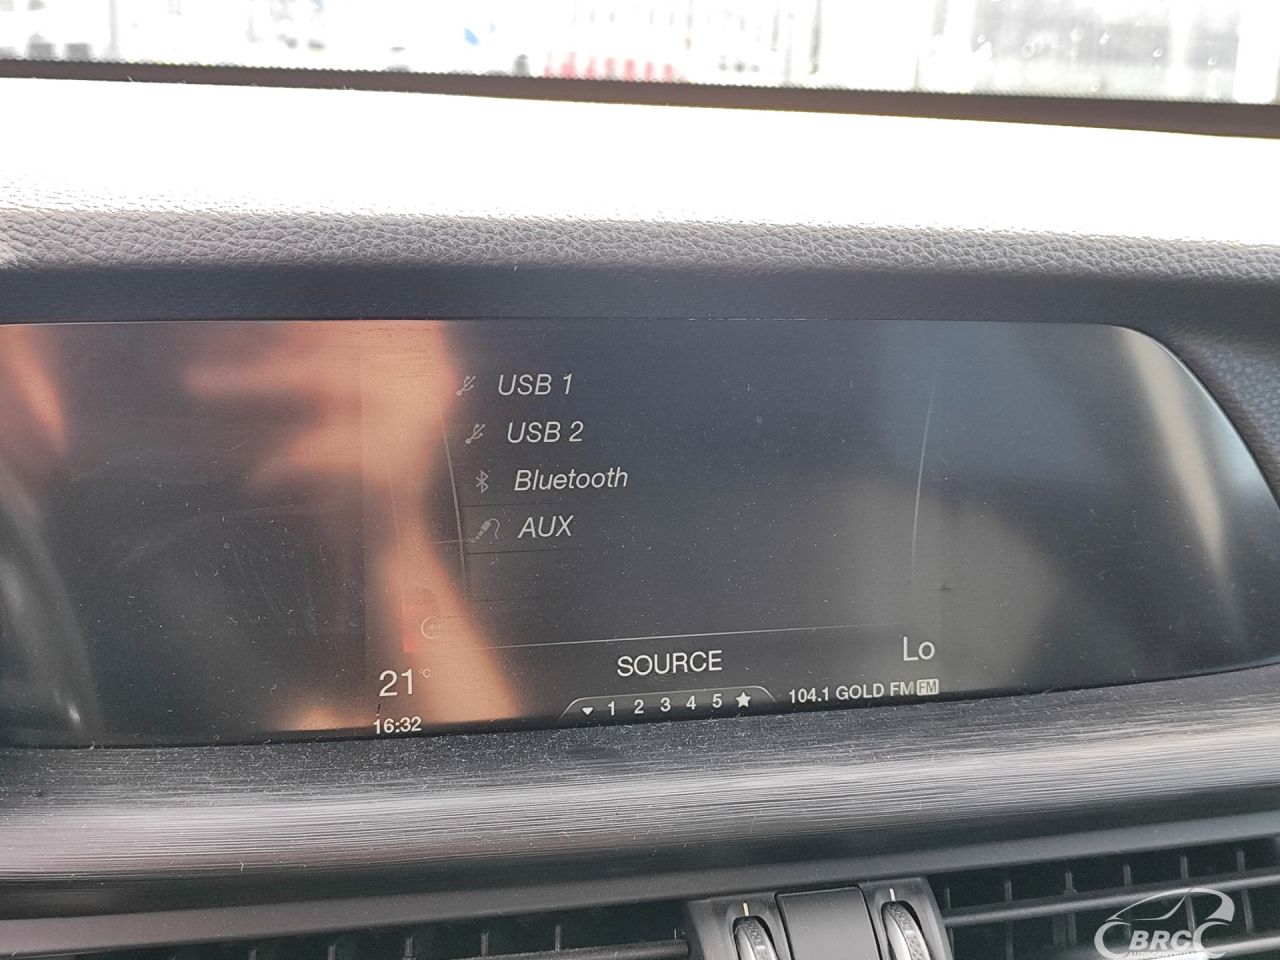 USB 1
USB 2
Bluetooth
AUX
SOURCE
Lo
21°C
1 2 3 4 5
104.1 GOLD FM FM
16:32
BRC